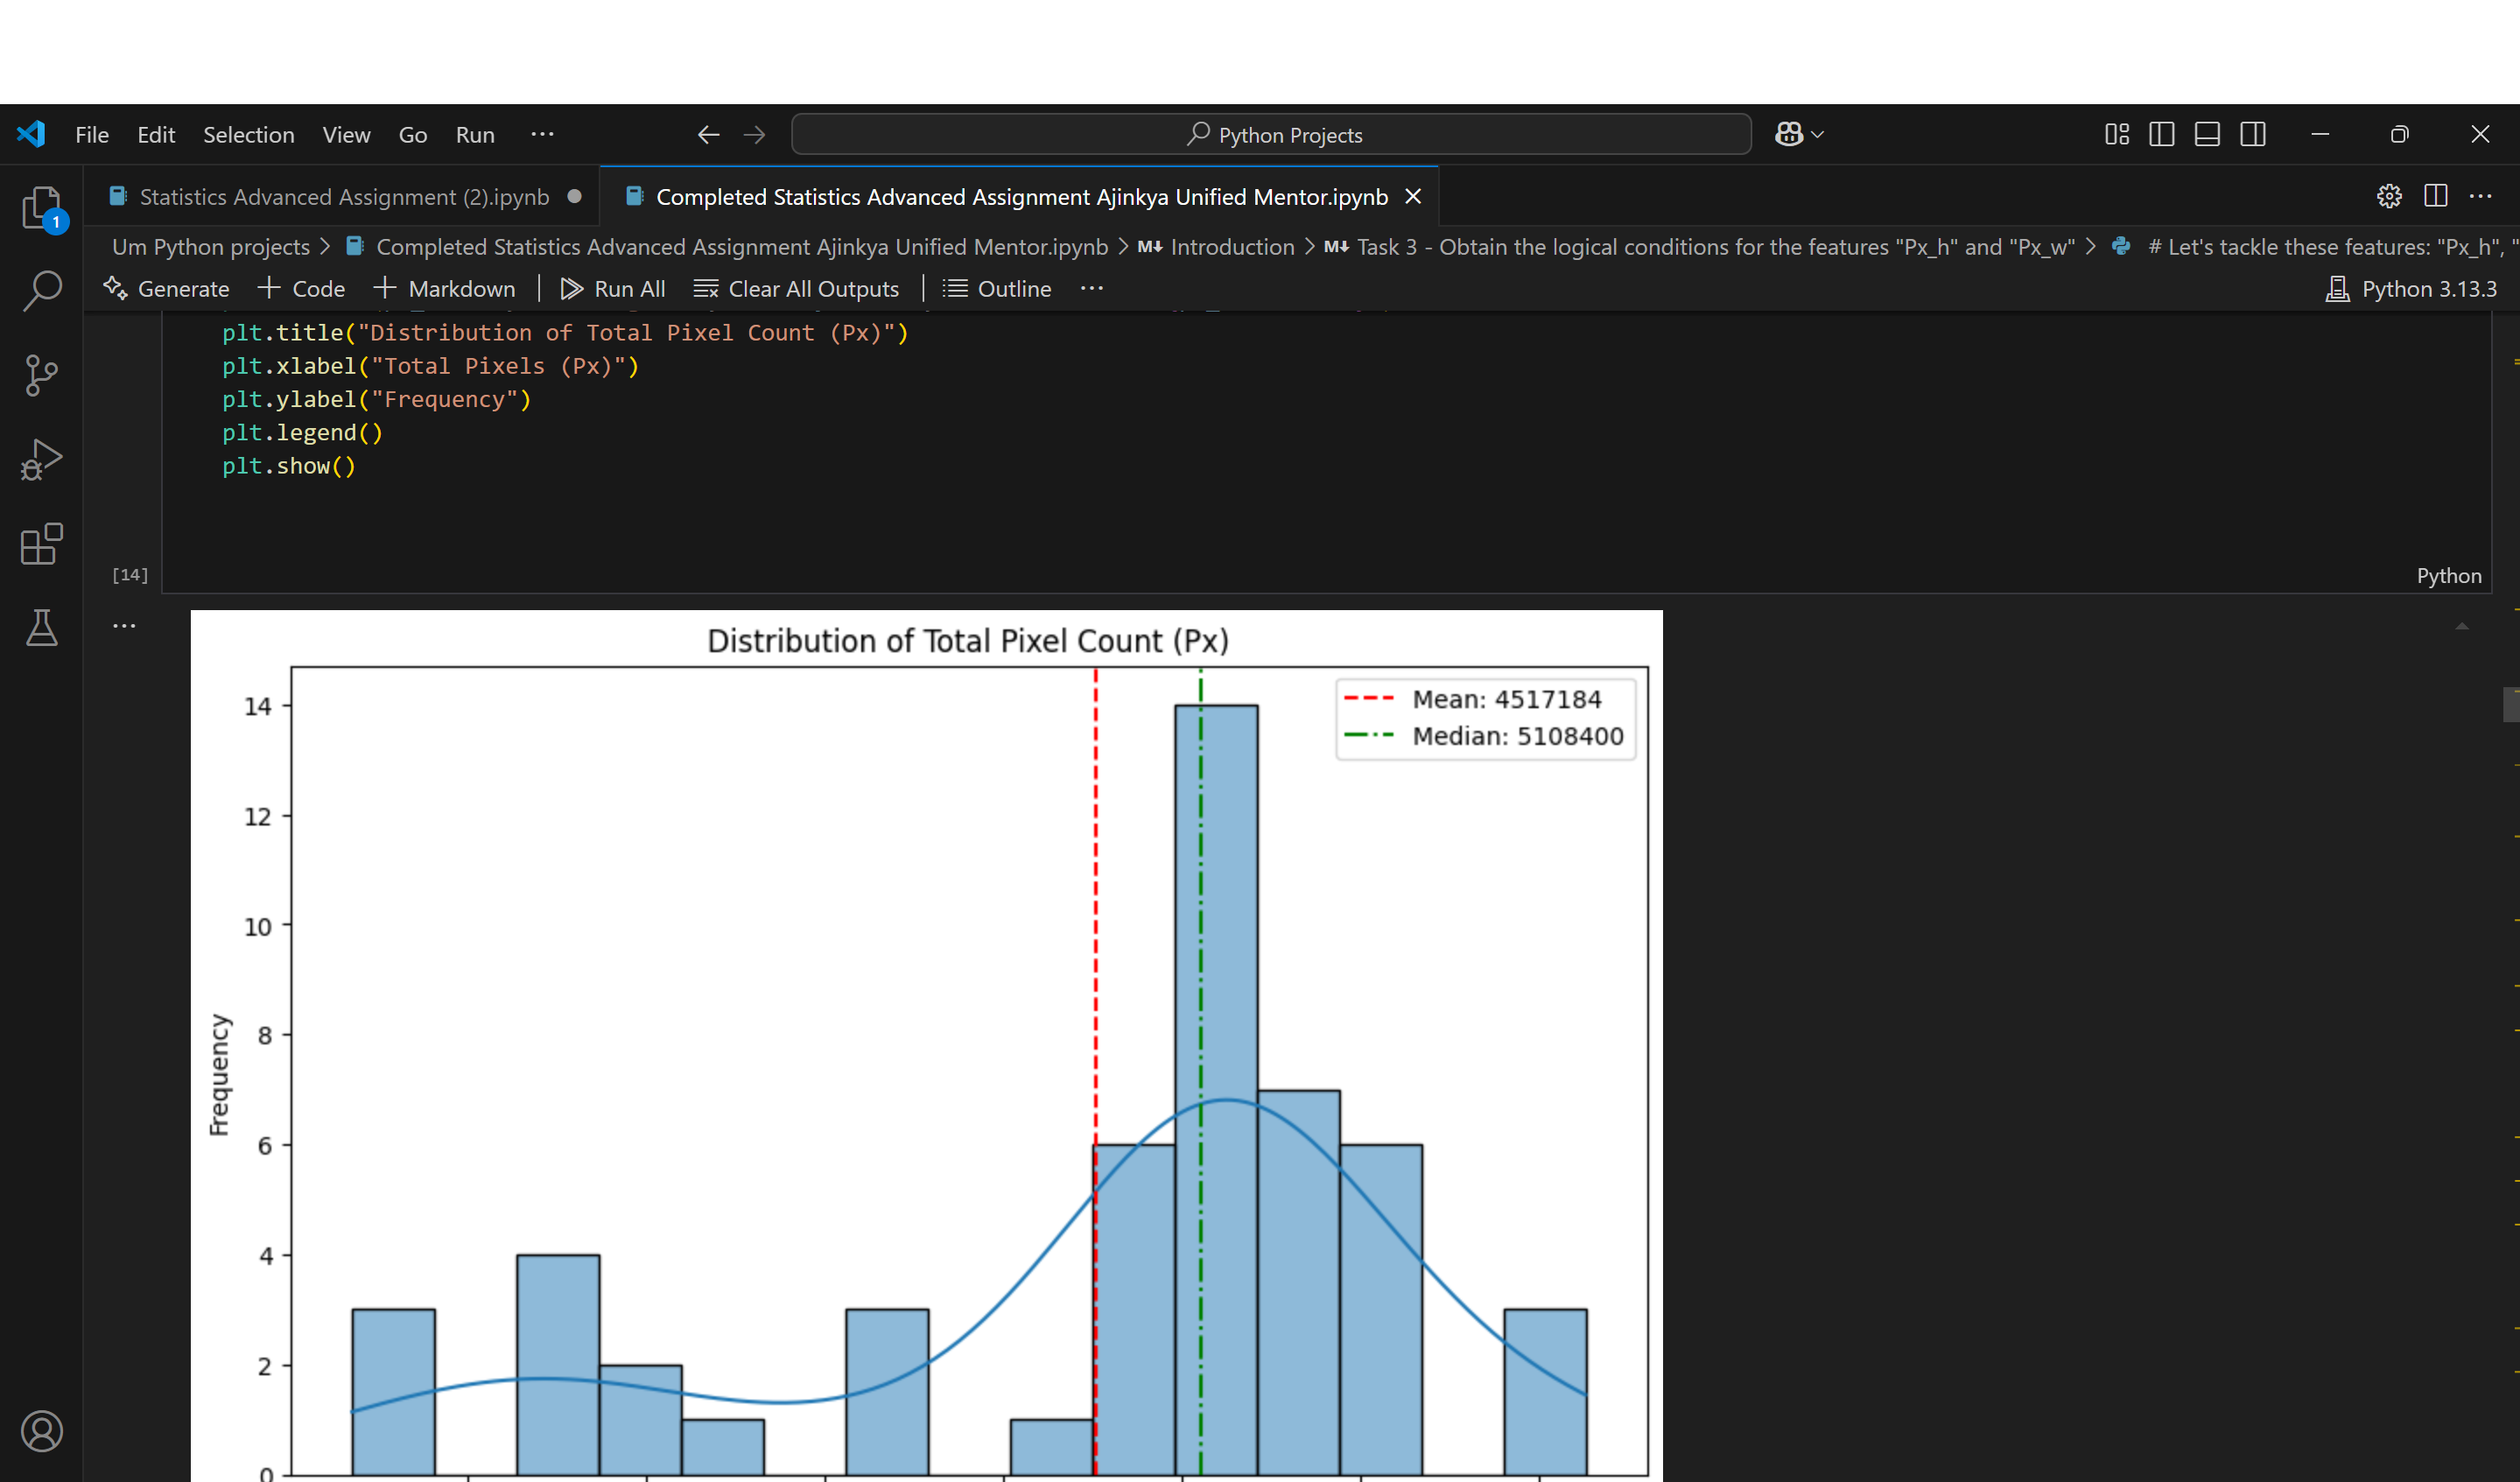 File Edit Selection View Go Run ··· Python Projects
Statistics Advanced Assignment (2).ipynb Completed Statistics Advanced Assignment Ajinkya Unified Mentor.ipynb
1
Um Python projects > Completed Statistics Advanced Assignment Ajinkya Unified Mentor.ipynb > M Introduction > M Task 3 - Obtain the logical conditions for the features "Px_h" and "Px_w" > # Let's tackle these features: "Px_h", "
Generate + Code + Markdown | Run All Clear All Outputs | Outline ··· Python 3.13.3
plt.title("Distribution of Total Pixel Count (Px)")
plt.xlabel("Total Pixels (Px)")
plt.ylabel("Frequency")
plt.legend()
plt.show()
[14] Python
···
Distribution of Total Pixel Count (Px)
Mean: 4517184
Median: 5108400
Frequency
14
12
10
8
6
4
2
0